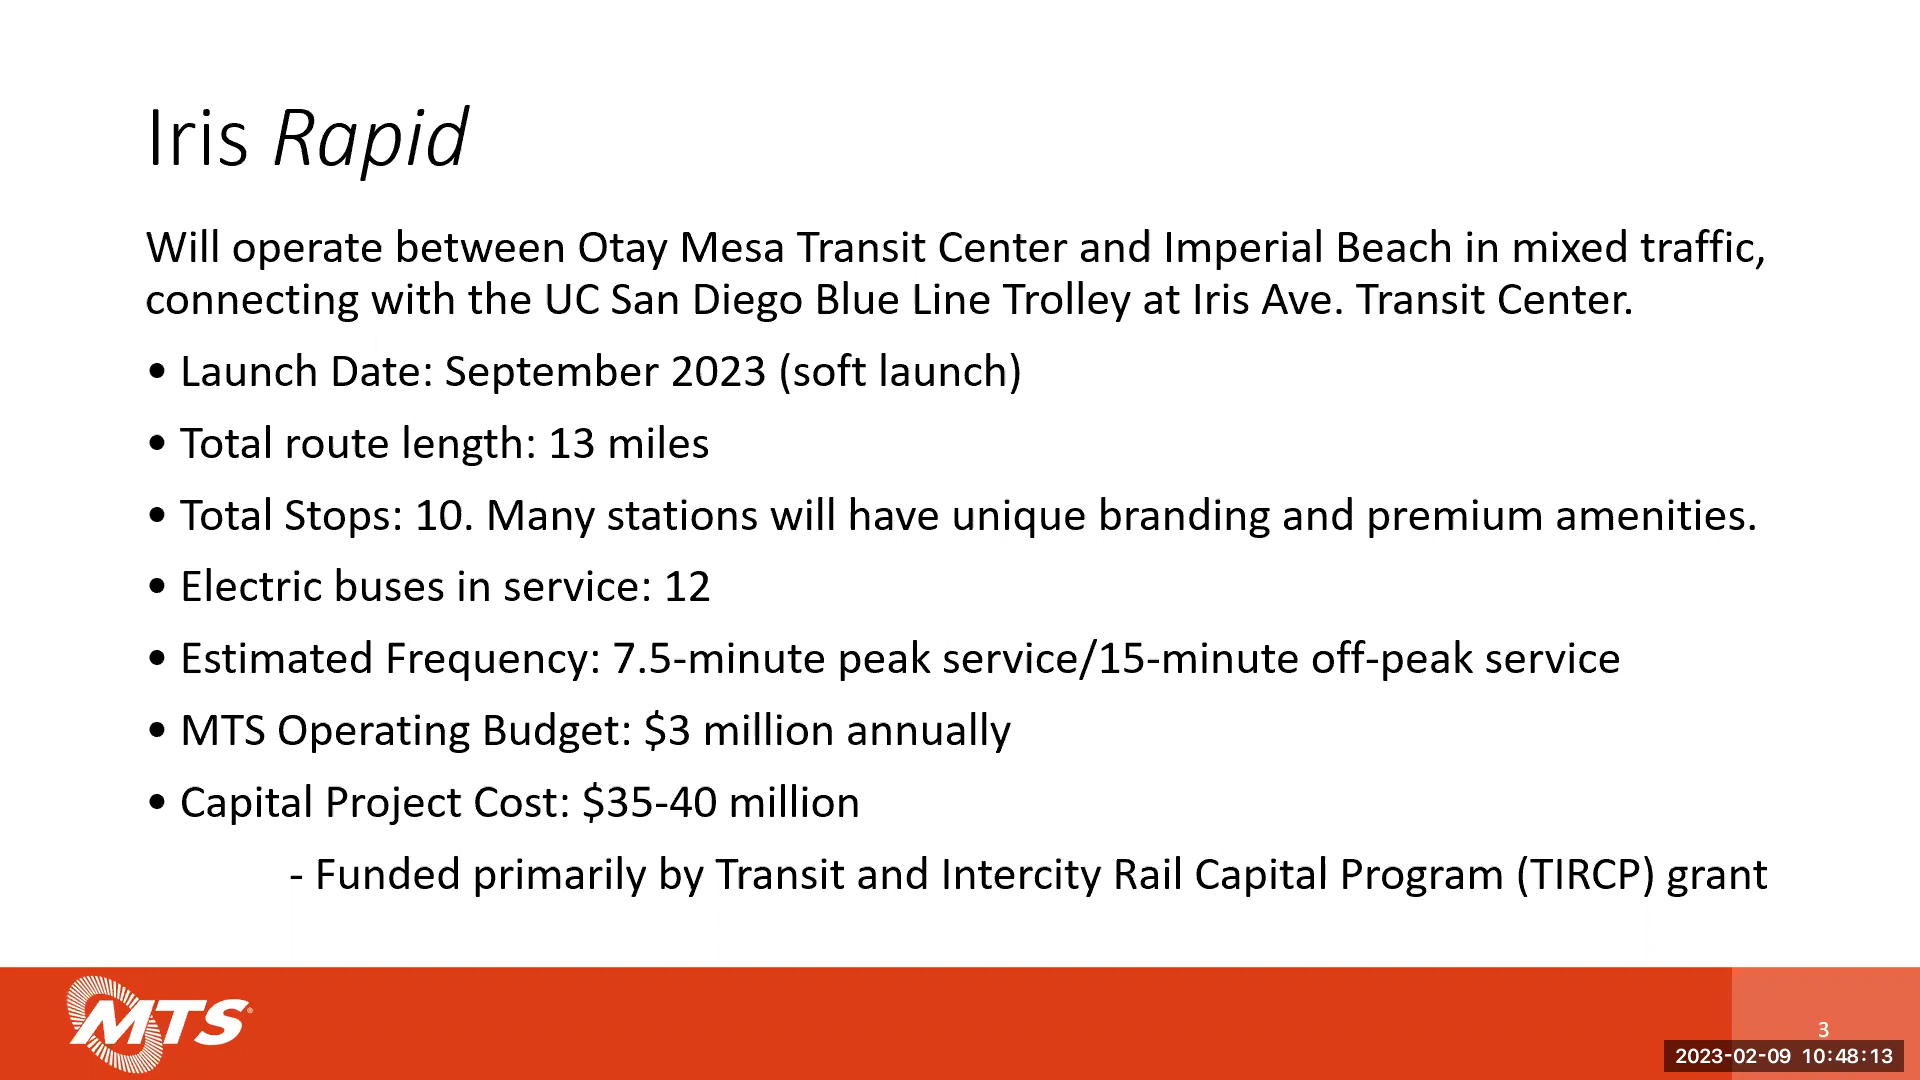 Iris Rapid
Will operate between Otay Mesa Transit Center and Imperial Beach in mixed traffic,
connecting with the UC San Diego Blue Line Trolley at Iris Ave. Transit Center.
• Launch Date: September 2023 (soft launch)
• Total route length: 13 miles
• Total Stops: 10. Many stations will have unique branding and premium amenities.
• Electric buses in service: 12
• Estimated Frequency: 7.5-minute peak service/15-minute off-peak service
• MTS Operating Budget: $3 million annually
• Capital Project Cost: $35-40 million
- Funded primarily by Transit and Intercity Rail Capital Program (TIRCP) grant
MTS®
3
2023-02-09 10:48:13